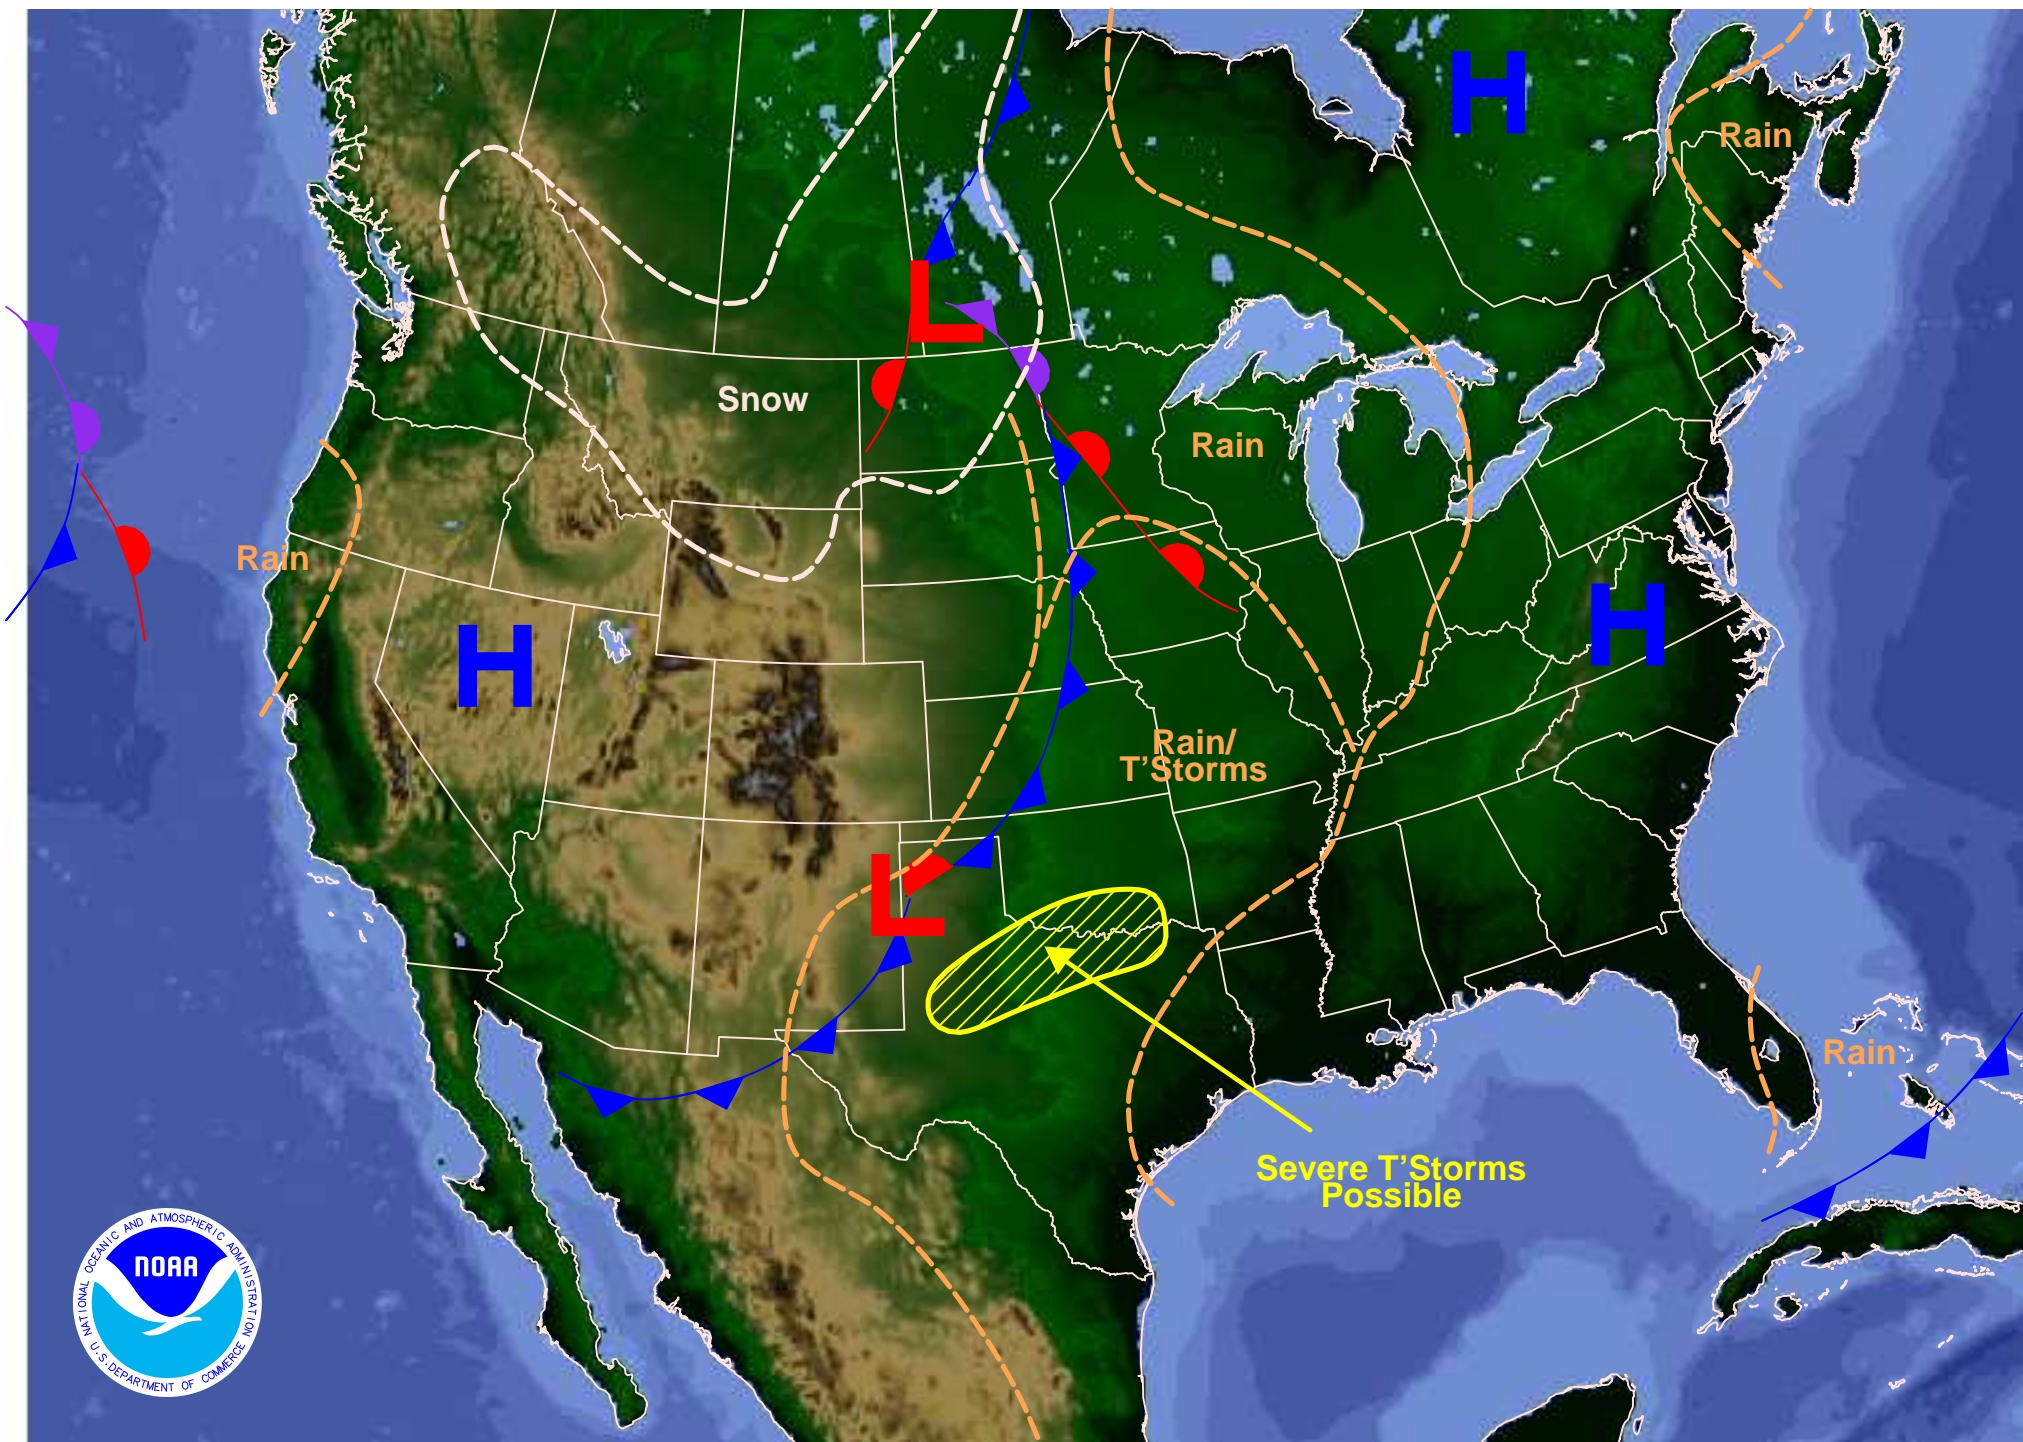 H
Rain
L
Snow
Rain
Rain
H
H
Rain/
T'Storms
L
Rain
Severe T'Storms
Possible
NATIONAL OCEANIC AND ATMOSPHERIC ADMINISTRATION
NOAA
U.S. DEPARTMENT OF COMMERCE